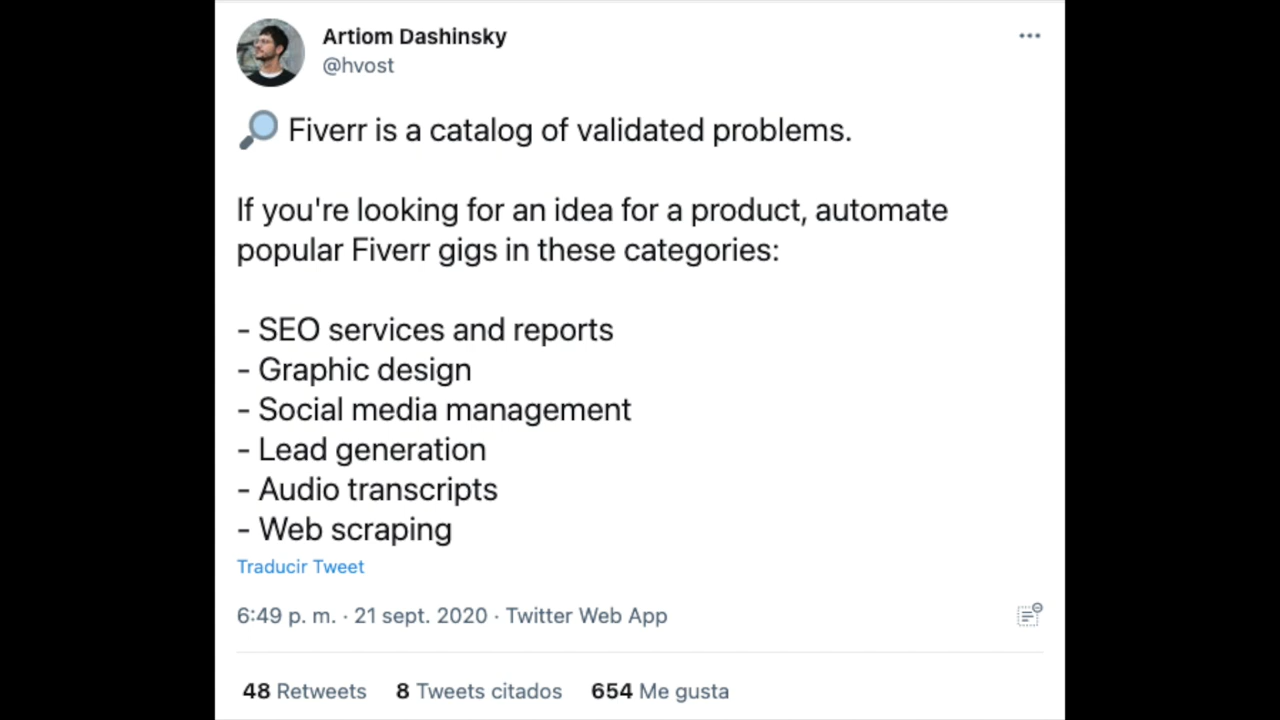 Artiom Dashinsky
@hvost
🔎 Fiverr is a catalog of validated problems.
If you're looking for an idea for a product, automate
popular Fiverr gigs in these categories:
- SEO services and reports
- Graphic design
- Social media management
- Lead generation
- Audio transcripts
- Web scraping
Traducir Tweet
6:49 p. m. · 21 sept. 2020 · Twitter Web App
48 Retweets 8 Tweets citados 654 Me gusta